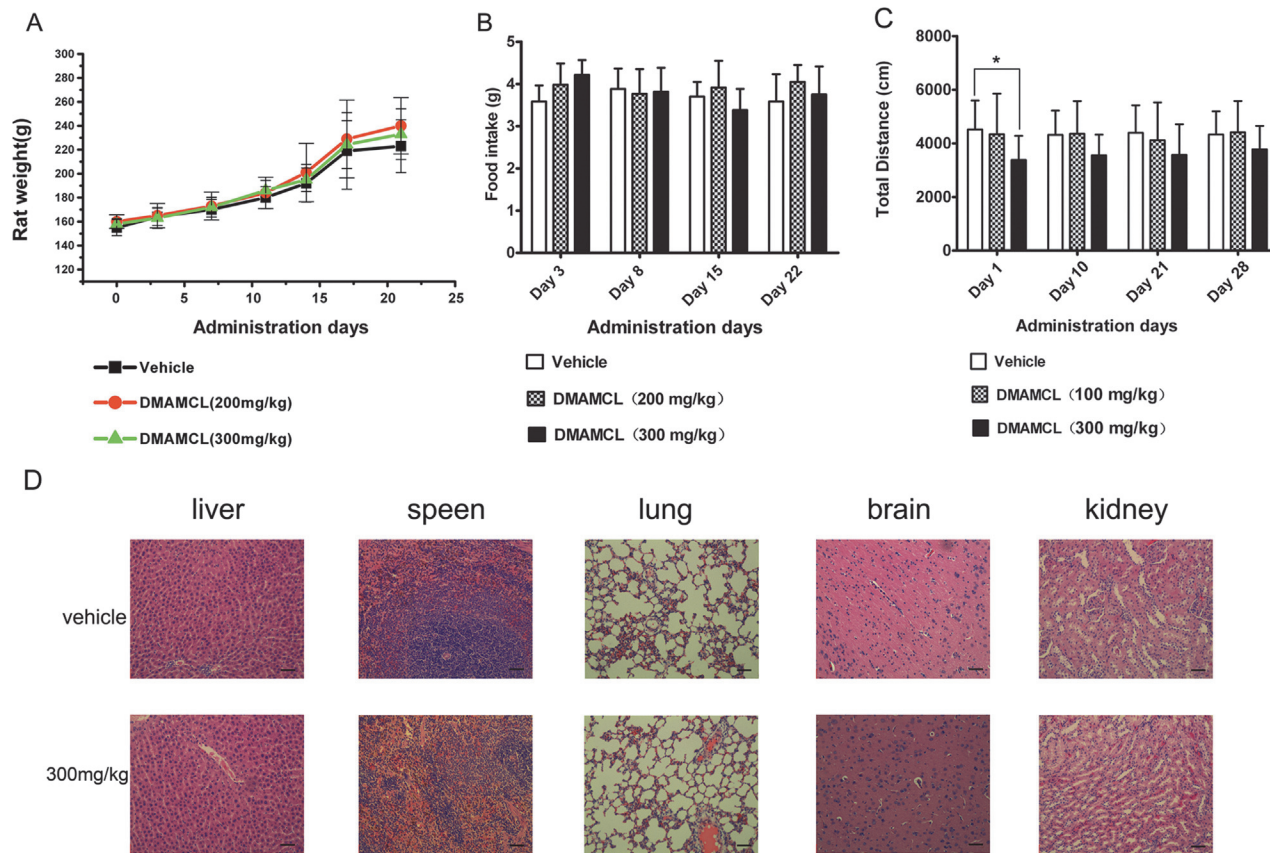 A
Rat weight(g)
300
280
260
240
220
200
180
160
140
120
0
5
10
15
20
25
Administration days
Vehicle
DMAMCL(200mg/kg)
DMAMCL(300mg/kg)
B
Food intake (g)
5
4
3
2
1
0
Day 3
Day 8
Day 15
Day 22
Administration days
Vehicle
DMAMCL（200 mg/kg）
DMAMCL（300 mg/kg）
C
Total Distance (cm)
8000
6000
4000
2000
0
*
Day 1
Day 10
Day 21
Day 28
Administration days
Vehicle
DMAMCL（100 mg/kg）
DMAMCL（300 mg/kg）
D
liver speen lung brain kidney
vehicle
300mg/kg